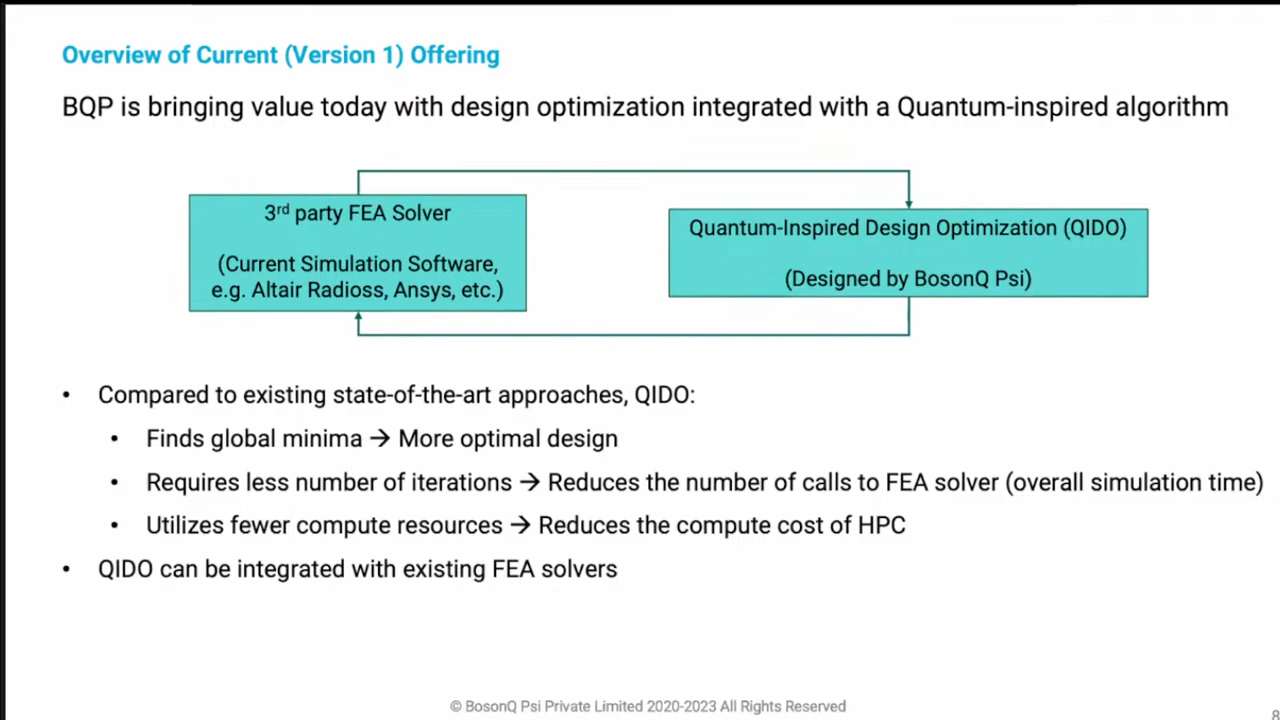 Overview of Current (Version 1) Offering
BQP is bringing value today with design optimization integrated with a Quantum-inspired algorithm
3rd party FEA Solver
(Current Simulation Software,
e.g. Altair Radioss, Ansys, etc.)
Quantum-Inspired Design Optimization (QIDO)
(Designed by BosonQ Psi)
• Compared to existing state-of-the-art approaches, QIDO:
• Finds global minima → More optimal design
• Requires less number of iterations → Reduces the number of calls to FEA solver (overall simulation time)
• Utilizes fewer compute resources → Reduces the compute cost of HPC
• QIDO can be integrated with existing FEA solvers
© BosonQ Psi Private Limited 2020-2023 All Rights Reserved
8